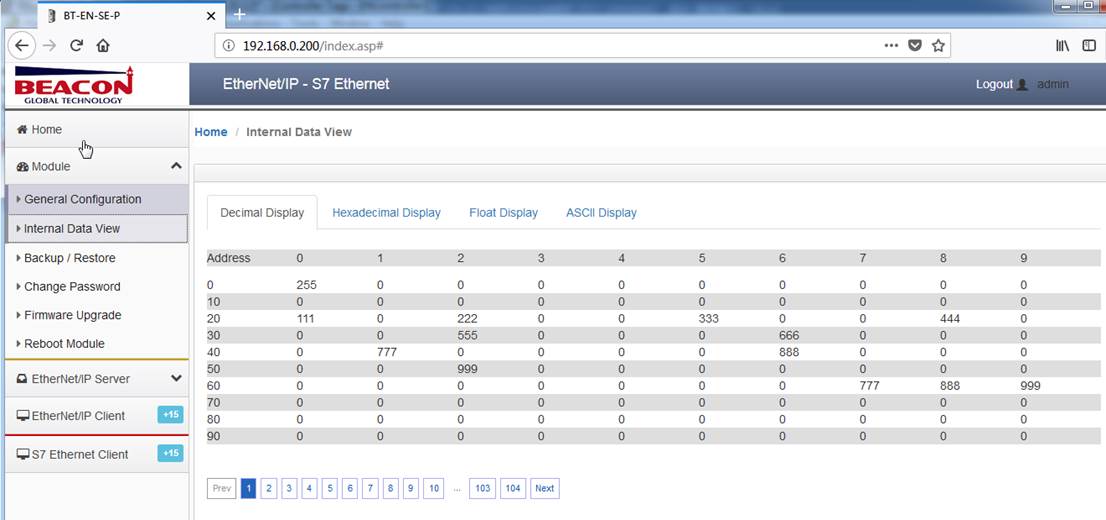 BT-EN-SE-P
192.168.0.200/index.asp#
BEACON
GLOBAL TECHNOLOGY
EtherNet/IP - S7 Ethernet
Logout admin
Home
Module
General Configuration
Internal Data View
Backup / Restore
Change Password
Firmware Upgrade
Reboot Module
EtherNet/IP Server
EtherNet/IP Client +15
S7 Ethernet Client +15
Home / Internal Data View
Decimal Display Hexadecimal Display Float Display ASCII Display
Address 0 1 2 3 4 5 6 7 8 9
0 255 0 0 0 0 0 0 0 0 0
10 0 0 0 0 0 0 0 0 0 0
20 111 0 222 0 0 333 0 0 444 0
30 0 0 555 0 0 0 666 0 0 0
40 0 777 0 0 0 0 888 0 0 0
50 0 0 999 0 0 0 0 0 0 0
60 0 0 0 0 0 0 0 777 888 999
70 0 0 0 0 0 0 0 0 0 0
80 0 0 0 0 0 0 0 0 0 0
90 0 0 0 0 0 0 0 0 0 0
Prev 1 2 3 4 5 6 7 8 9 10 ... 103 104 Next